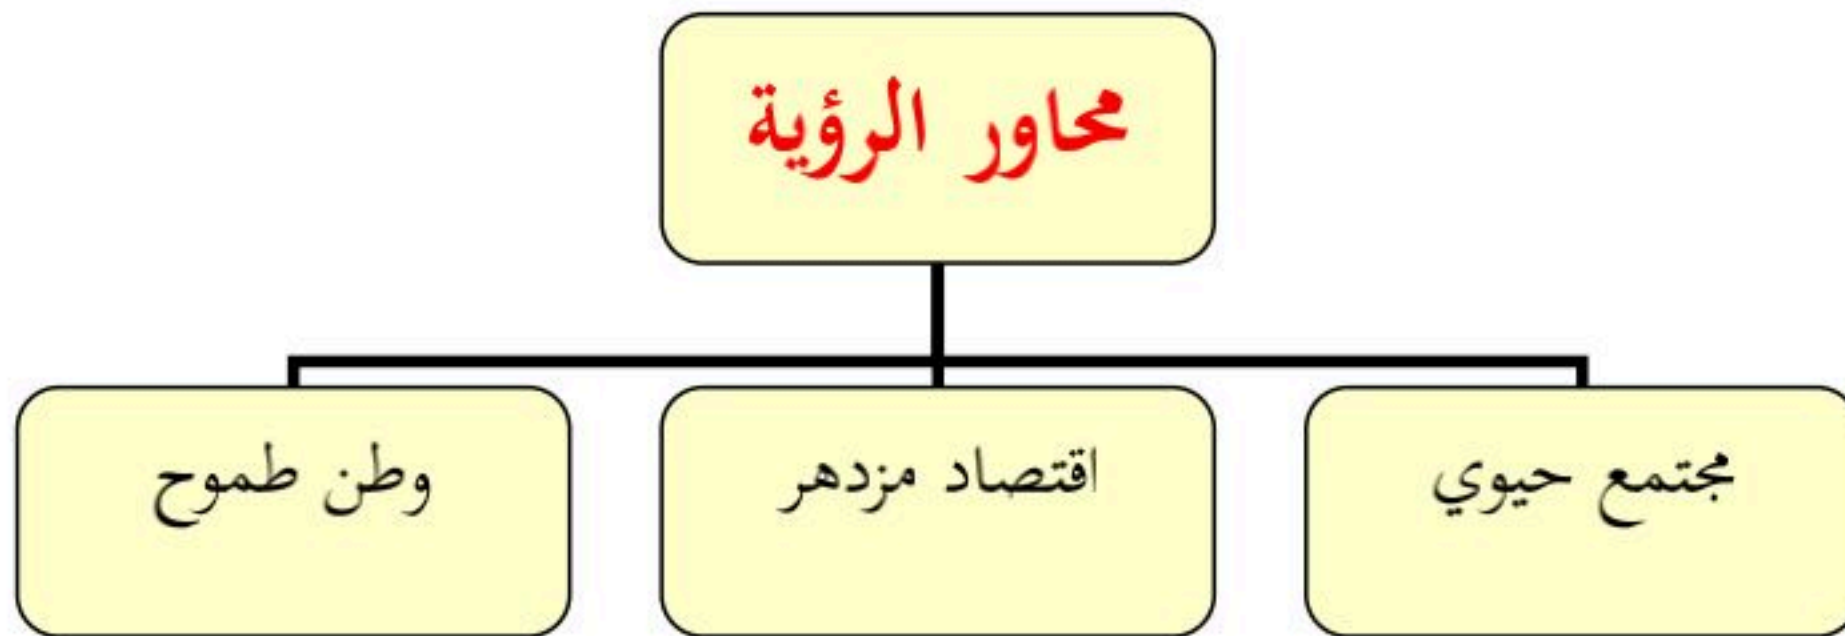 محاور الرؤية
مجتمع حيوي
اقتصاد مزدهر
وطن طموح